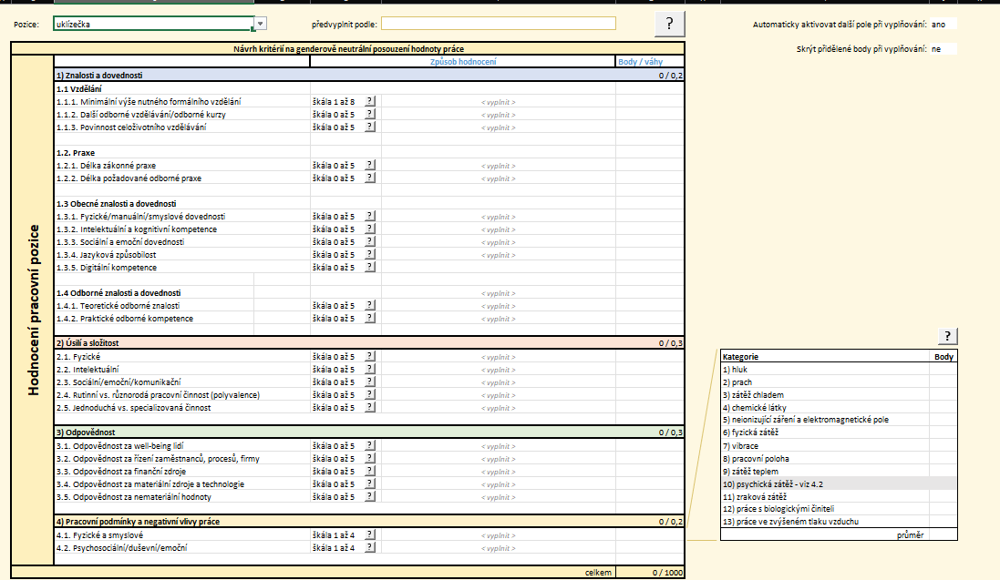 Pozice: uklízečka předvyplnit podle: ? Automaticky aktivovat další pole při vyplňování: ano
Skrýt přidělené body při vyplňování: ne
Návrh kritérií na genderově neutrální posouzení hodnoty práce
Způsob hodnocení Body / váhy
Hodnocení pracovní pozice
1) Znalosti a dovednosti 0 / 0,2
1.1 Vzdělání
1.1.1. Minimální výše nutného formálního vzdělání škála 1 až 8 ? < vyplnit >
1.1.2. Další odborné vzdělávání/odborné kurzy škála 0 až 5 ? < vyplnit >
1.1.3. Povinnost celoživotního vzdělávání škála 0 až 5 ? < vyplnit >
1.2. Praxe
1.2.1. Délka zákonné praxe škála 0 až 5 ? < vyplnit >
1.2.2. Délka požadované odborné praxe škála 0 až 5 ? < vyplnit >
1.3 Obecné znalosti a dovednosti
1.3.1. Fyzické/manuální/smyslové dovednosti škála 0 až 5 ? < vyplnit >
1.3.2. Intelektuální a kognitivní kompetence škála 0 až 5 ? < vyplnit >
1.3.3. Sociální a emoční dovednosti škála 0 až 5 ? < vyplnit >
1.3.4. Jazyková způsobilost škála 0 až 5 ? < vyplnit >
1.3.5. Digitální kompetence škála 0 až 5 ?
1.4 Odborné znalosti a dovednosti < vyplnit >
1.4.1. Teoretické odborné znalosti škála 0 až 5 ? < vyplnit >
1.4.2. Praktické odborné kompetence škála 0 až 5 ? < vyplnit >
2) Úsilí a složitost 0 / 0,3
2.1. Fyzické škála 0 až 5 ? < vyplnit >
2.2. Intelektuální škála 0 až 5 ? < vyplnit >
2.3. Sociální/emoční/komunikační škála 0 až 5 ? < vyplnit >
2.4. Rutinní vs. různorodá pracovní činnost (polyvalence) škála 0 až 5 ? < vyplnit >
2.5. Jednoduchá vs. specializovaná činnost škála 0 až 5 ? < vyplnit >
3) Odpovědnost 0 / 0,3
3.1. Odpovědnost za well-being lidí škála 0 až 5 ? < vyplnit >
3.2. Odpovědnost za řízení zaměstnanců, procesů, firmy škála 0 až 5 ? < vyplnit >
3.3. Odpovědnost za finanční zdroje škála 0 až 5 ? < vyplnit >
3.4. Odpovědnost za materiální zdroje a technologie škála 0 až 5 ? < vyplnit >
3.5. Odpovědnost za nemateriální hodnoty škála 0 až 5 ? < vyplnit >
4) Pracovní podmínky a negativní vlivy práce 0 / 0,2
4.1. Fyzické a smyslové škála 1 až 4 ? < vyplnit >
4.2. Psychosociální/duševní/emoční škála 1 až 4 ? < vyplnit >
celkem 0 / 1000
?
Kategorie Body
1) hluk
2) prach
3) zátěž chladem
4) chemické látky
5) neionizující záření a elektromagnetické pole
6) fyzická zátěž
7) vibrace
8) pracovní poloha
9) zátěž teplem
10) psychická zátěž - viz 4.2
11) zraková zátěž
12) práce s biologickými činiteli
13) práce ve zvýšeném tlaku vzduchu
průměr